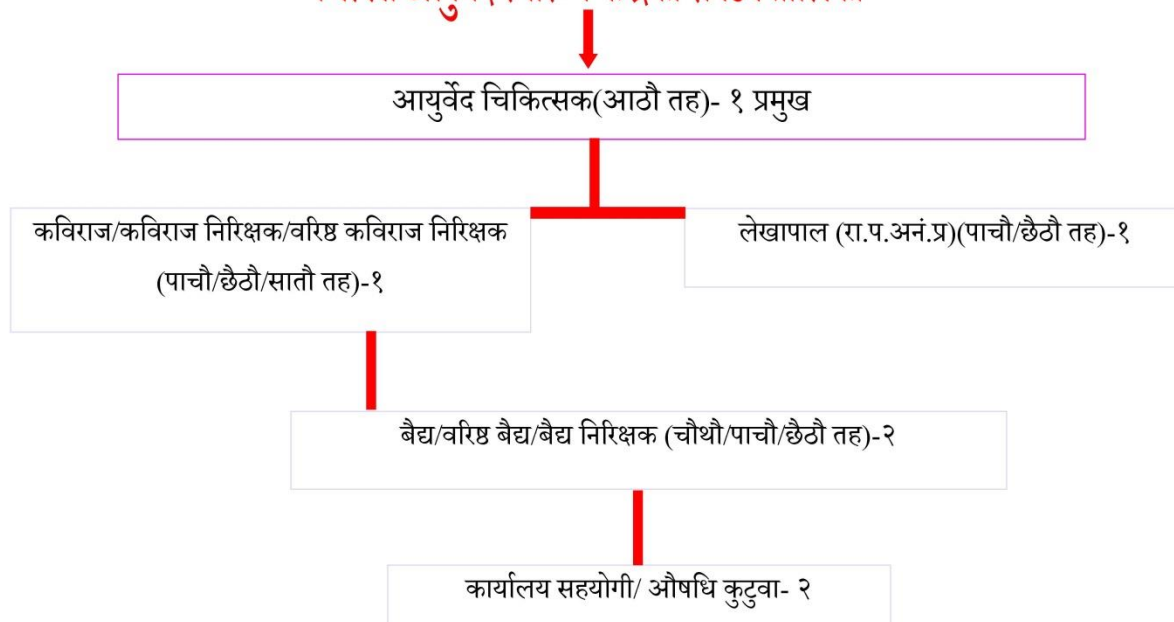 आयुर्वेद चिकित्सक(आठौ तह)- १ प्रमुख
कविराज/कविराज निरिक्षक/वरिष्ठ कविराज निरिक्षक
(पाचौ/छैठौ/सातौ तह)-१
लेखापाल (रा.प.अनं.प्र)(पाचौ/छैठौ तह)-१
बैद्य/वरिष्ठ बैद्य/बैद्य निरिक्षक (चौथौ/पाचौ/छैठौ तह)-२
कार्यालय सहयोगी/ औषधि कुटुवा- २